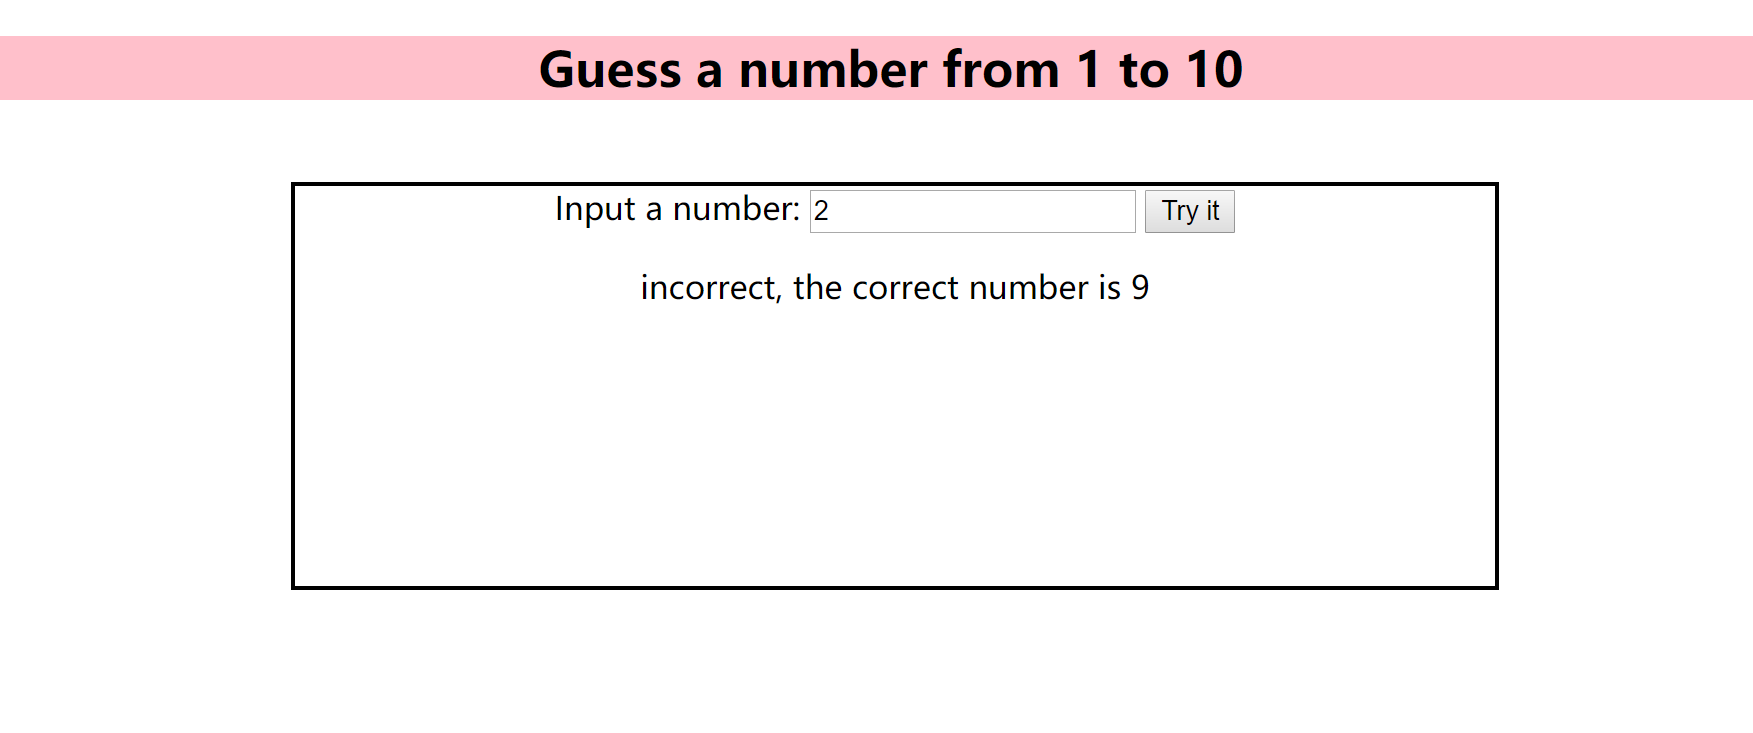 Guess a number from 1 to 10
Input a number: 2 Try it
incorrect, the correct number is 9